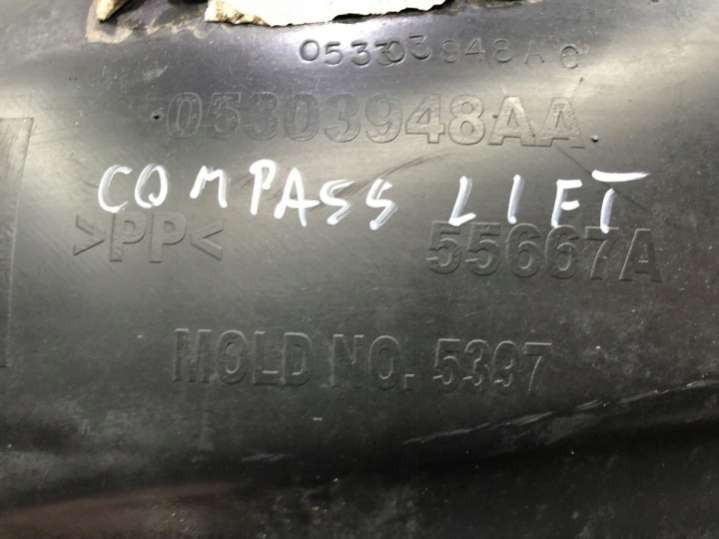 05303948AC
05303948AA
COMPASS LIFT
>PP<
55667A
MOLD NO. 5397